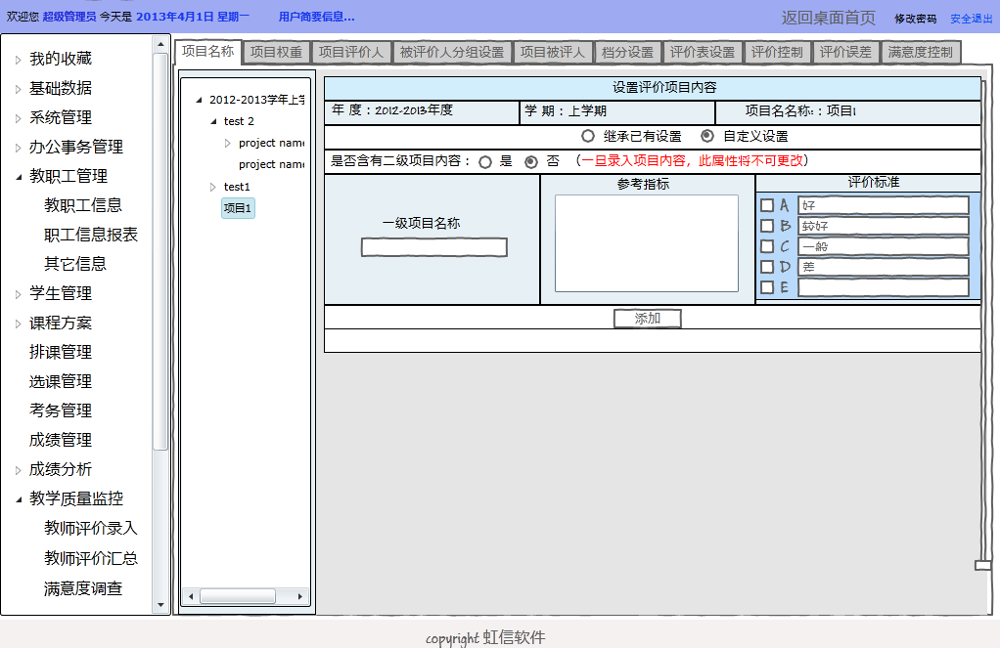 欢迎您 超级管理员 今天是 2013年4月1日 星期一 用户简要信息... 返回桌面首页 修改密码 安全退出
我的收藏
基础数据
系统管理
办公事务管理
教职工管理
教职工信息
职工信息报表
其它信息
学生管理
课程方案
排课管理
选课管理
考务管理
成绩管理
成绩分析
教学质量监控
教师评价录入
教师评价汇总
满意度调查
项目名称 项目权重 项目评价人 被评价人分组设置 项目被评人 档分设置 评价表设置 评价控制 评价误差 满意度控制
2012-2013学年上学
test 2
project name
project name
test1
项目1
设置评价项目内容
年 度：2012-2013年度 学 期：上学期 项目名名称:：项目1
继承已有设置 自定义设置
是否含有二级项目内容： 是 否 （一旦录入项目内容，此属性将不可更改）
一级项目名称
参考指标
评价标准
A 好
B 较好
C 一般
D 差
E
添加
copyright 虹信软件